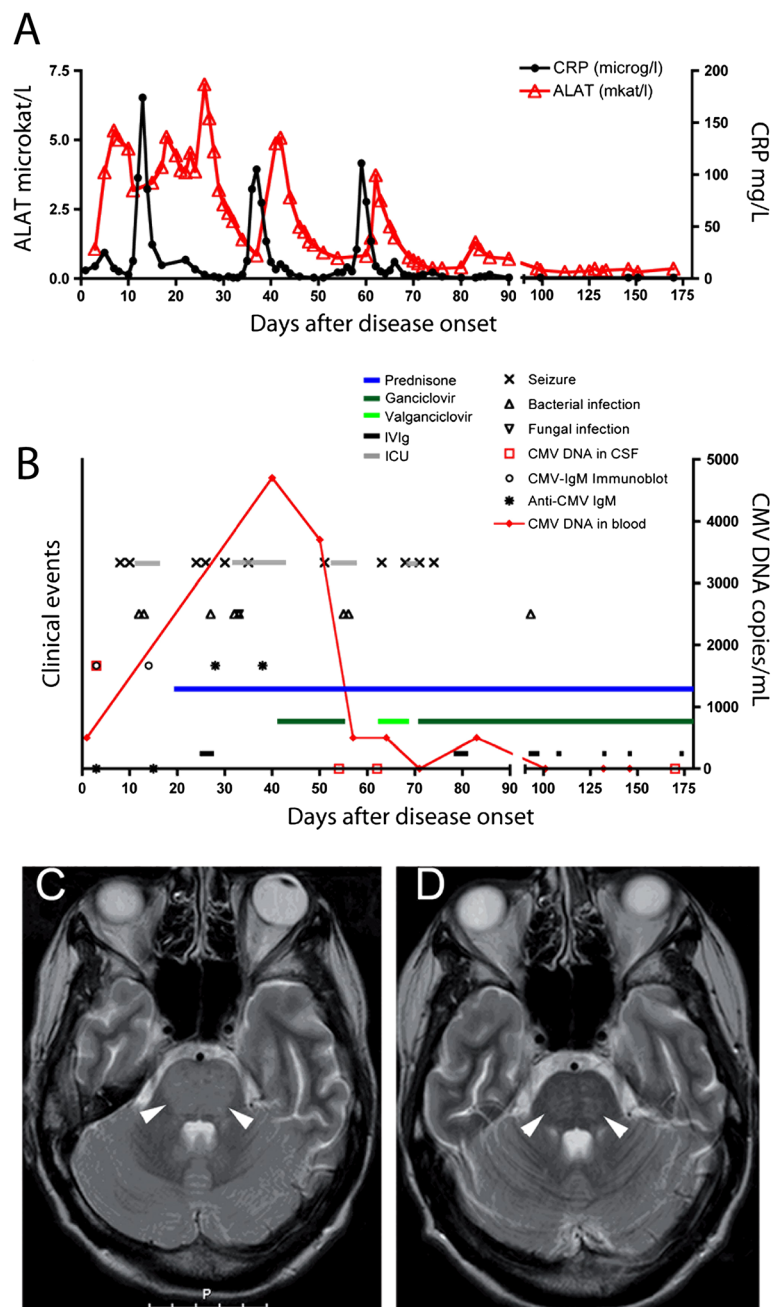 A
7.5
5.0
2.5
0.0
ALAT microkat/L
CRP (microg/l)
ALAT (mkat/l)
200
150
100
50
0
CRP mg/L
0 10 20 30 40 50 60 70 80 90 100 125 150 175
Days after disease onset
Prednisone
Ganciclovir
Valganciclovir
IVIg
ICU
Seizure
Bacterial infection
Fungal infection
CMV DNA in CSF
CMV-IgM Immunoblot
Anti-CMV IgM
CMV DNA in blood
B
Clinical events
5000
4000
3000
2000
1000
0
CMV DNA copies/mL
0 10 20 30 40 50 60 70 80 90 100 125 150 175
Days after disease onset
C
D
P